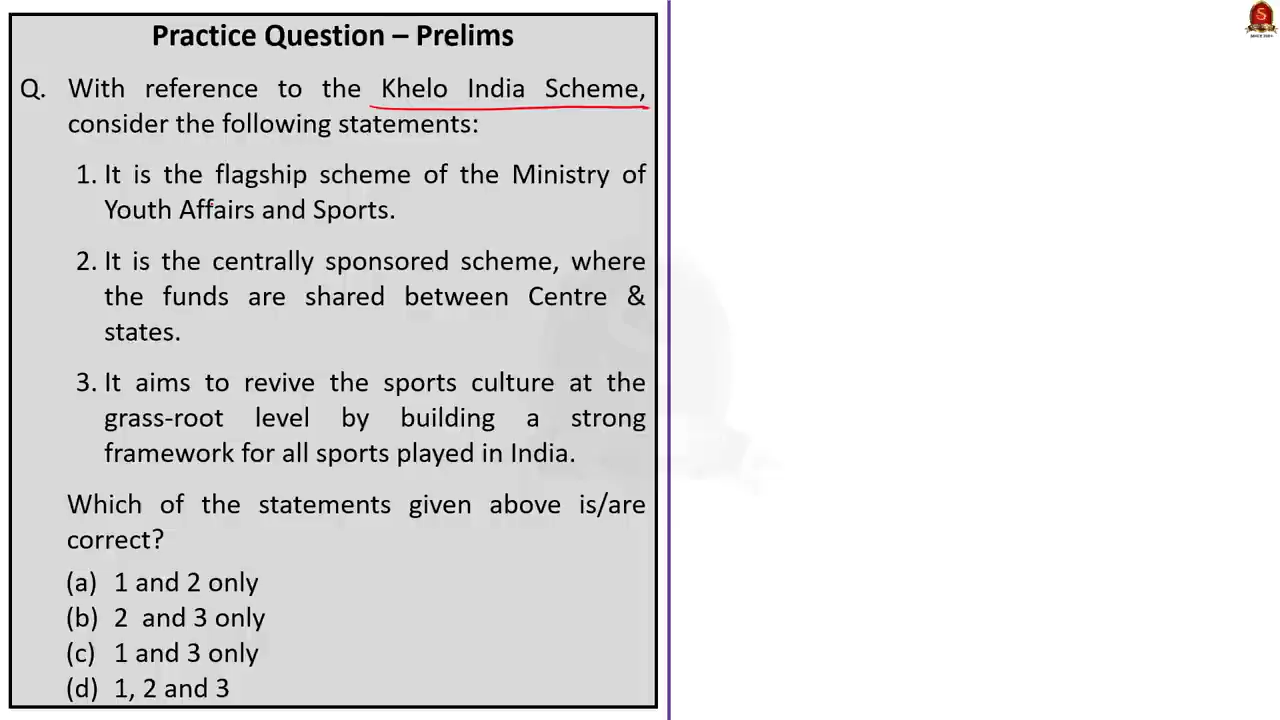 Practice Question – Prelims
Q. With reference to the Khelo India Scheme,
consider the following statements:
1. It is the flagship scheme of the Ministry of
Youth Affairs and Sports.
2. It is the centrally sponsored scheme, where
the funds are shared between Centre &
states.
3. It aims to revive the sports culture at the
grass-root level by building a strong
framework for all sports played in India.
Which of the statements given above is/are
correct?
(a) 1 and 2 only
(b) 2 and 3 only
(c) 1 and 3 only
(d) 1, 2 and 3